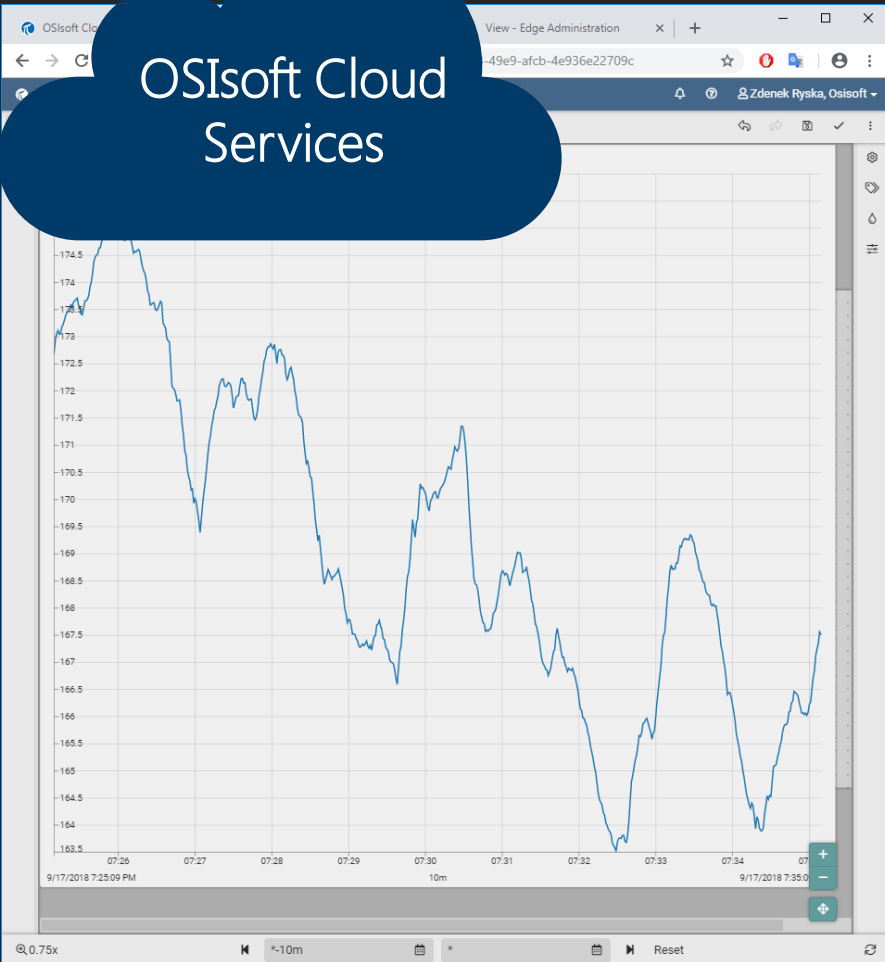 OSIsoft Clo
View - Edge Administration
-49e9-afcb-4e936e22709c
OSIsoft Cloud
Services
Zdenek Ryska, Osisoft
174.5
174
173.5
173
172.5
172
171.5
171
170.5
170
169.5
169
168.5
168
167.5
167
166.5
166
165.5
165
164.5
164
163.5
07:26 07:27 07:28 07:29 07:30 07:31 07:32 07:33 07:34 07:
9/17/2018 7:25:09 PM 10m 9/17/2018 7:35:0
0.75x *-10m * Reset